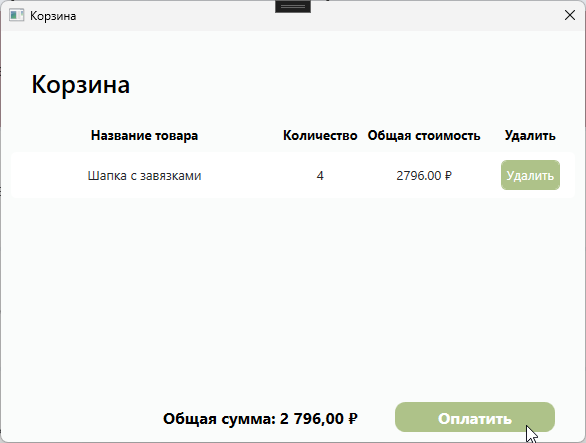 Корзина
Корзина
Название товара Количество Общая стоимость Удалить
Шапка с завязками 4 2796.00 ₽ Удалить
Общая сумма: 2 796,00 ₽ Оплатить